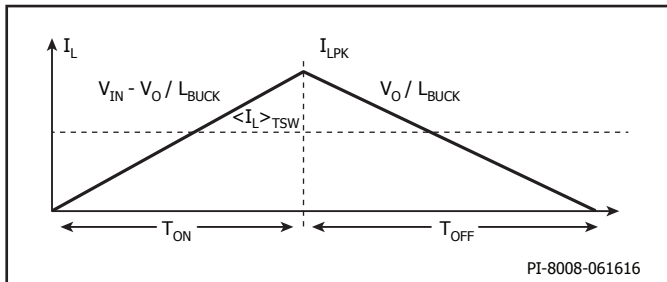 I_L
I_LPK
V_IN - V_O / L_BUCK
V_O / L_BUCK
<I_L>_TSW
T_ON
T_OFF
PI-8008-061616